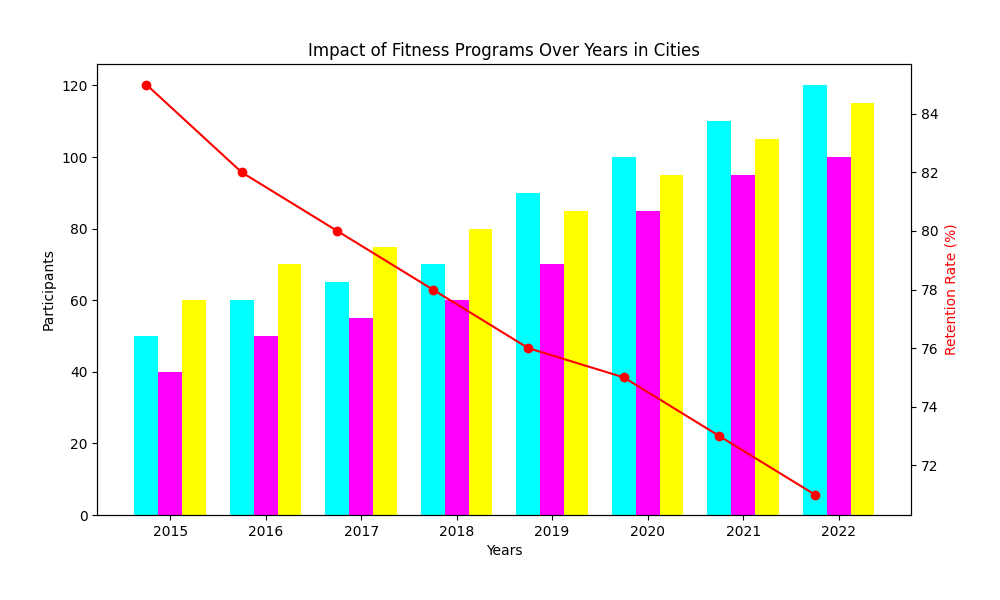 Impact of Fitness Programs Over Years in Cities
120
100
80
60
40
20
0
Participants
84
82
80
78
76
74
72
Retention Rate (%)
2015 2016 2017 2018 2019 2020 2021 2022
Years